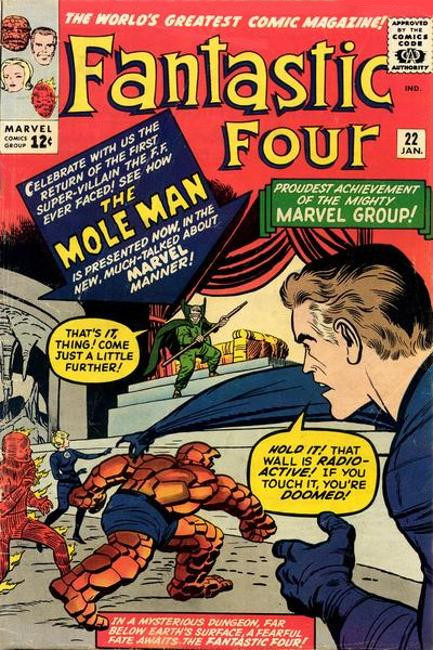 THE WORLD'S GREATEST COMIC MAGAZINE!
APPROVED
BY THE
COMICS
CODE
CA
AUTHORITY
Fantastic
Four
IND.
MARVEL
COMICS
GROUP
12¢
22
JAN.
CELEBRATE WITH US THE
RETURN OF THE FIRST
SUPER-VILLAIN THE F.F.
EVER FACED! SEE HOW
THE
MOLE MAN
IS PRESENTED NOW, IN THE
NEW, MUCH-TALKED ABOUT
MARVEL
MANNER!
PROUDEST ACHIEVEMENT
OF THE MIGHTY
MARVEL GROUP!
THAT'S IT,
THING! COME
JUST A LITTLE
FURTHER!
HOLD IT! THAT
WALL IS RADIO-
ACTIVE! IF YOU
TOUCH IT, YOU'RE
DOOMED!
IN A MYSTERIOUS DUNGEON, FAR
BELOW EARTH'S SURFACE, A FEARFUL
FATE AWAITS THE FANTASTIC FOUR!